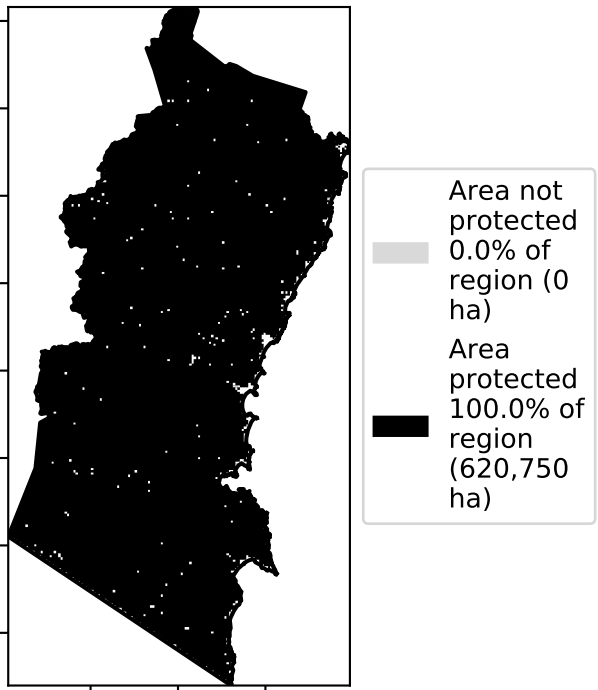 Area not
protected
0.0% of
region (0
ha)
Area
protected
100.0% of
region
(620,750
ha)